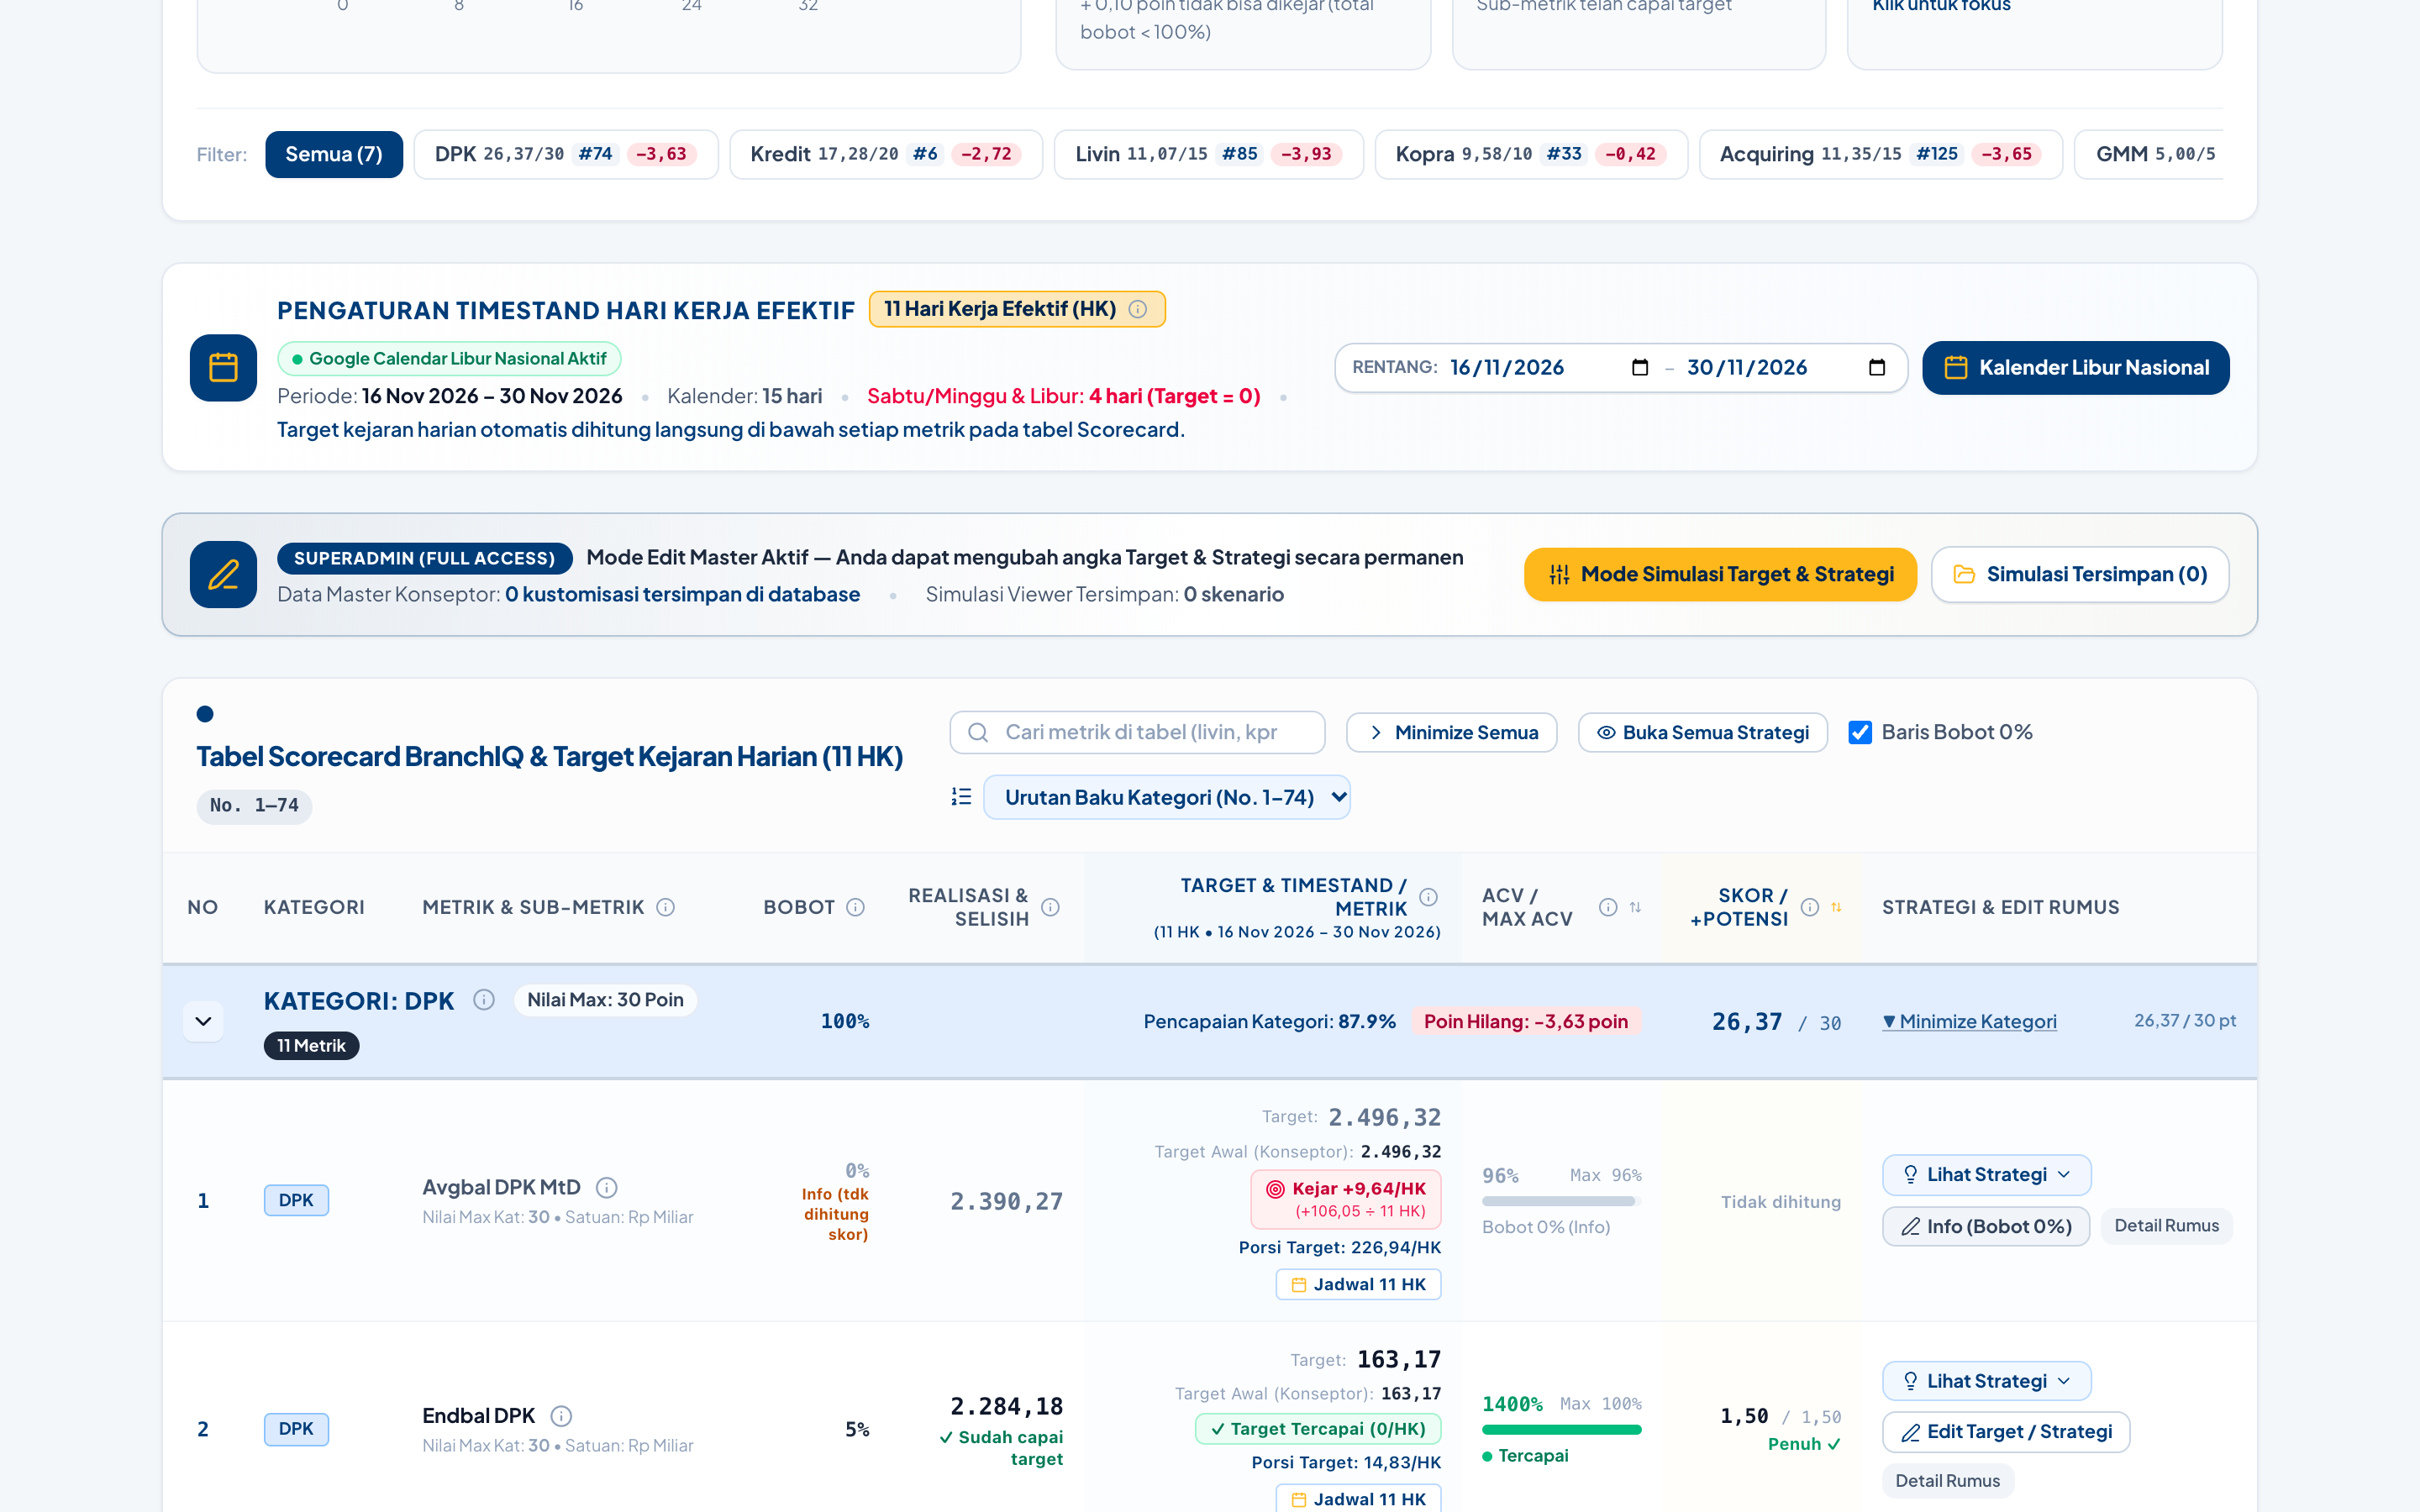 0 8 16 24 32
+ 0,10 poin tidak bisa dikejar (total
bobot < 100%)
Sub-metrik telah capai target
Klik untuk fokus
Filter: Semua (7) DPK 26,37/30 #74 −3,63 Kredit 17,28/20 #6 −2,72 Livin 11,07/15 #85 −3,93 Kopra 9,58/10 #33 −0,42 Acquiring 11,35/15 #125 −3,65 GMM 5,00/5
PENGATURAN TIMESTAND HARI KERJA EFEKTIF 11 Hari Kerja Efektif (HK)
Google Calendar Libur Nasional Aktif
Periode: 16 Nov 2026 – 30 Nov 2026 • Kalender: 15 hari • Sabtu/Minggu & Libur: 4 hari (Target = 0) •
Target kejaran harian otomatis dihitung langsung di bawah setiap metrik pada tabel Scorecard.
RENTANG: 16/11/2026 – 30/11/2026
Kalender Libur Nasional
SUPERADMIN (FULL ACCESS) Mode Edit Master Aktif — Anda dapat mengubah angka Target & Strategi secara permanen
Data Master Konseptor: 0 kustomisasi tersimpan di database • Simulasi Viewer Tersimpan: 0 skenario
Mode Simulasi Target & Strategi
Simulasi Tersimpan (0)
Tabel Scorecard BranchIQ & Target Kejaran Harian (11 HK)
No. 1–74
Cari metrik di tabel (livin, kpr
Minimize Semua
Buka Semua Strategi
Baris Bobot 0%
Urutan Baku Kategori (No. 1–74)
NO
KATEGORI
METRIK & SUB-METRIK
BOBOT
REALISASI &
SELISIH
TARGET & TIMESTAND /
METRIK
(11 HK • 16 Nov 2026 – 30 Nov 2026)
ACV /
MAX ACV
SKOR /
+POTENSI
STRATEGI & EDIT RUMUS
KATEGORI: DPK Nilai Max: 30 Poin
11 Metrik
100%
Pencapaian Kategori: 87.9% Poin Hilang: -3,63 poin
26,37 / 30
▼ Minimize Kategori
26,37 / 30 pt
1
DPK
Avgbal DPK MtD
Nilai Max Kat: 30 • Satuan: Rp Miliar
0%
Info (tdk
dihitung
skor)
2.390,27
Target: 2.496,32
Target Awal (Konseptor): 2.496,32
Kejar +9,64/HK
(+106,05 ÷ 11 HK)
Porsi Target: 226,94/HK
Jadwal 11 HK
96% Max 96%
Bobot 0% (Info)
Tidak dihitung
Lihat Strategi
Info (Bobot 0%)
Detail Rumus
2
DPK
Endbal DPK
Nilai Max Kat: 30 • Satuan: Rp Miliar
5%
2.284,18
✓ Sudah capai
target
Target: 163,17
Target Awal (Konseptor): 163,17
✓ Target Tercapai (0/HK)
Porsi Target: 14,83/HK
Jadwal 11 HK
1400% Max 100%
Tercapai
1,50 / 1,50
Penuh ✓
Lihat Strategi
Edit Target / Strategi
Detail Rumus